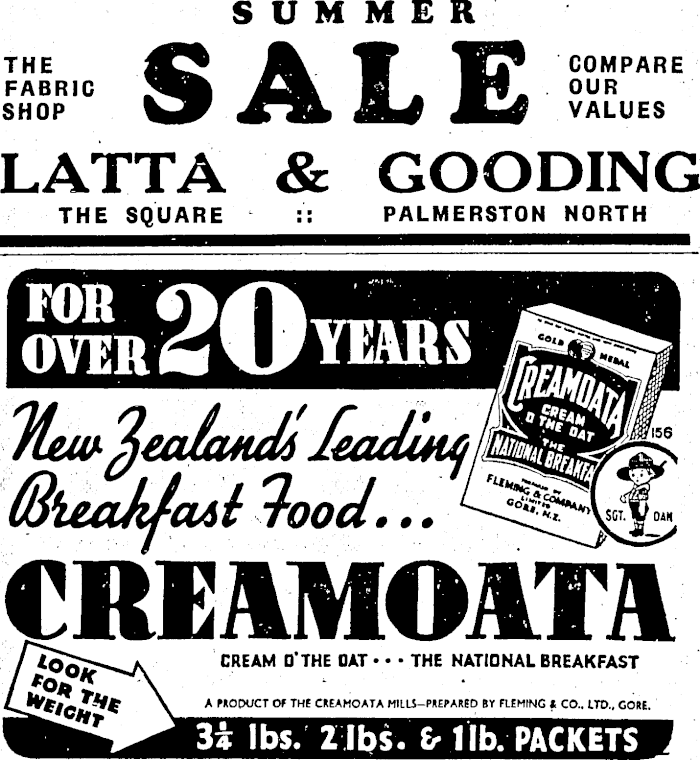 SUMMER
SALE
THE
FABRIC
SHOP
COMPARE
OUR
VALUES
LATTA & GOODING
THE SQUARE :: PALMERSTON NORTH
FOR
OVER 20 YEARS
New Zealand's Leading
Breakfast Food...
GOLD MEDAL
CREAMOATA
CREAM
O' THE OAT
THE
NATIONAL BREAKFAST
FLEMING & COMPANY
LIMITED
GORE, N.Z.
156
SGT. DAN
CREAMOATA
CREAM O' THE OAT ··· THE NATIONAL BREAKFAST
LOOK
FOR THE
WEIGHT
A PRODUCT OF THE CREAMOATA MILLS—PREPARED BY FLEMING & CO., LTD., GORE.
3¼ lbs. 2 lbs. & 1 lb. PACKETS